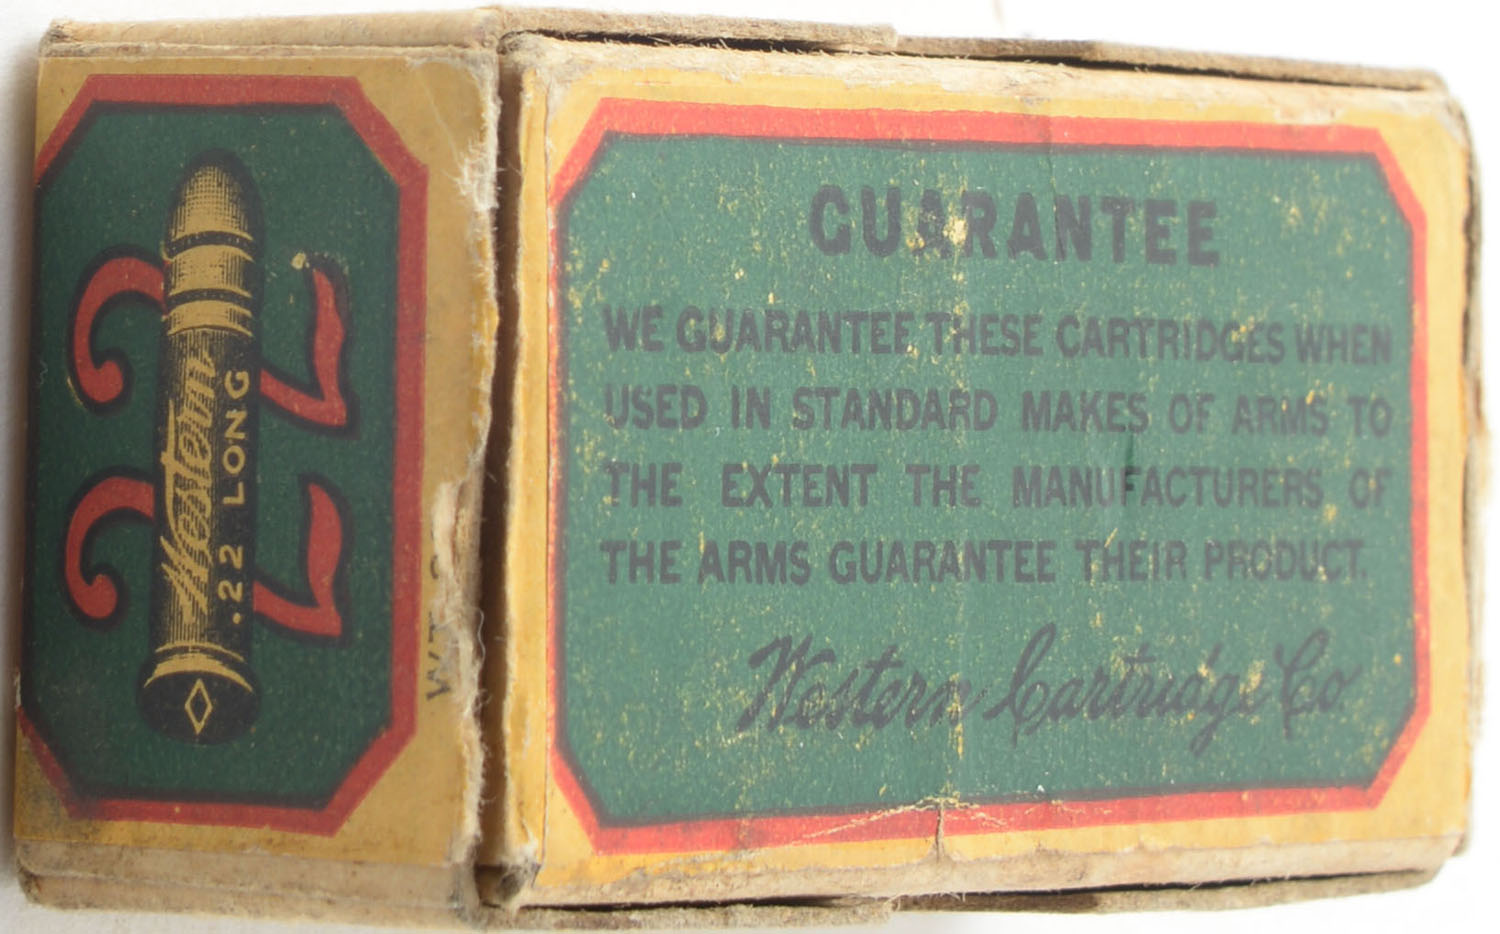 22
Western
.22 LONG
GUARANTEE
WE GUARANTEE THESE CARTRIDGES WHEN
USED IN STANDARD MAKES OF ARMS TO
THE EXTENT THE MANUFACTURERS OF
THE ARMS GUARANTEE THEIR PRODUCT.
Western Cartridge Co